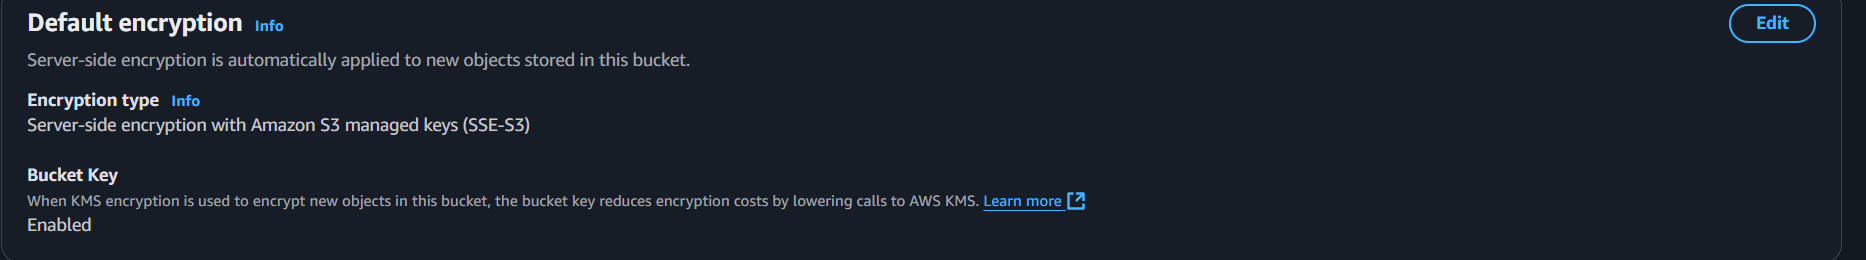 Default encryption Info
Edit
Server-side encryption is automatically applied to new objects stored in this bucket.
Encryption type Info
Server-side encryption with Amazon S3 managed keys (SSE-S3)
Bucket Key
When KMS encryption is used to encrypt new objects in this bucket, the bucket key reduces encryption costs by lowering calls to AWS KMS. Learn more
Enabled